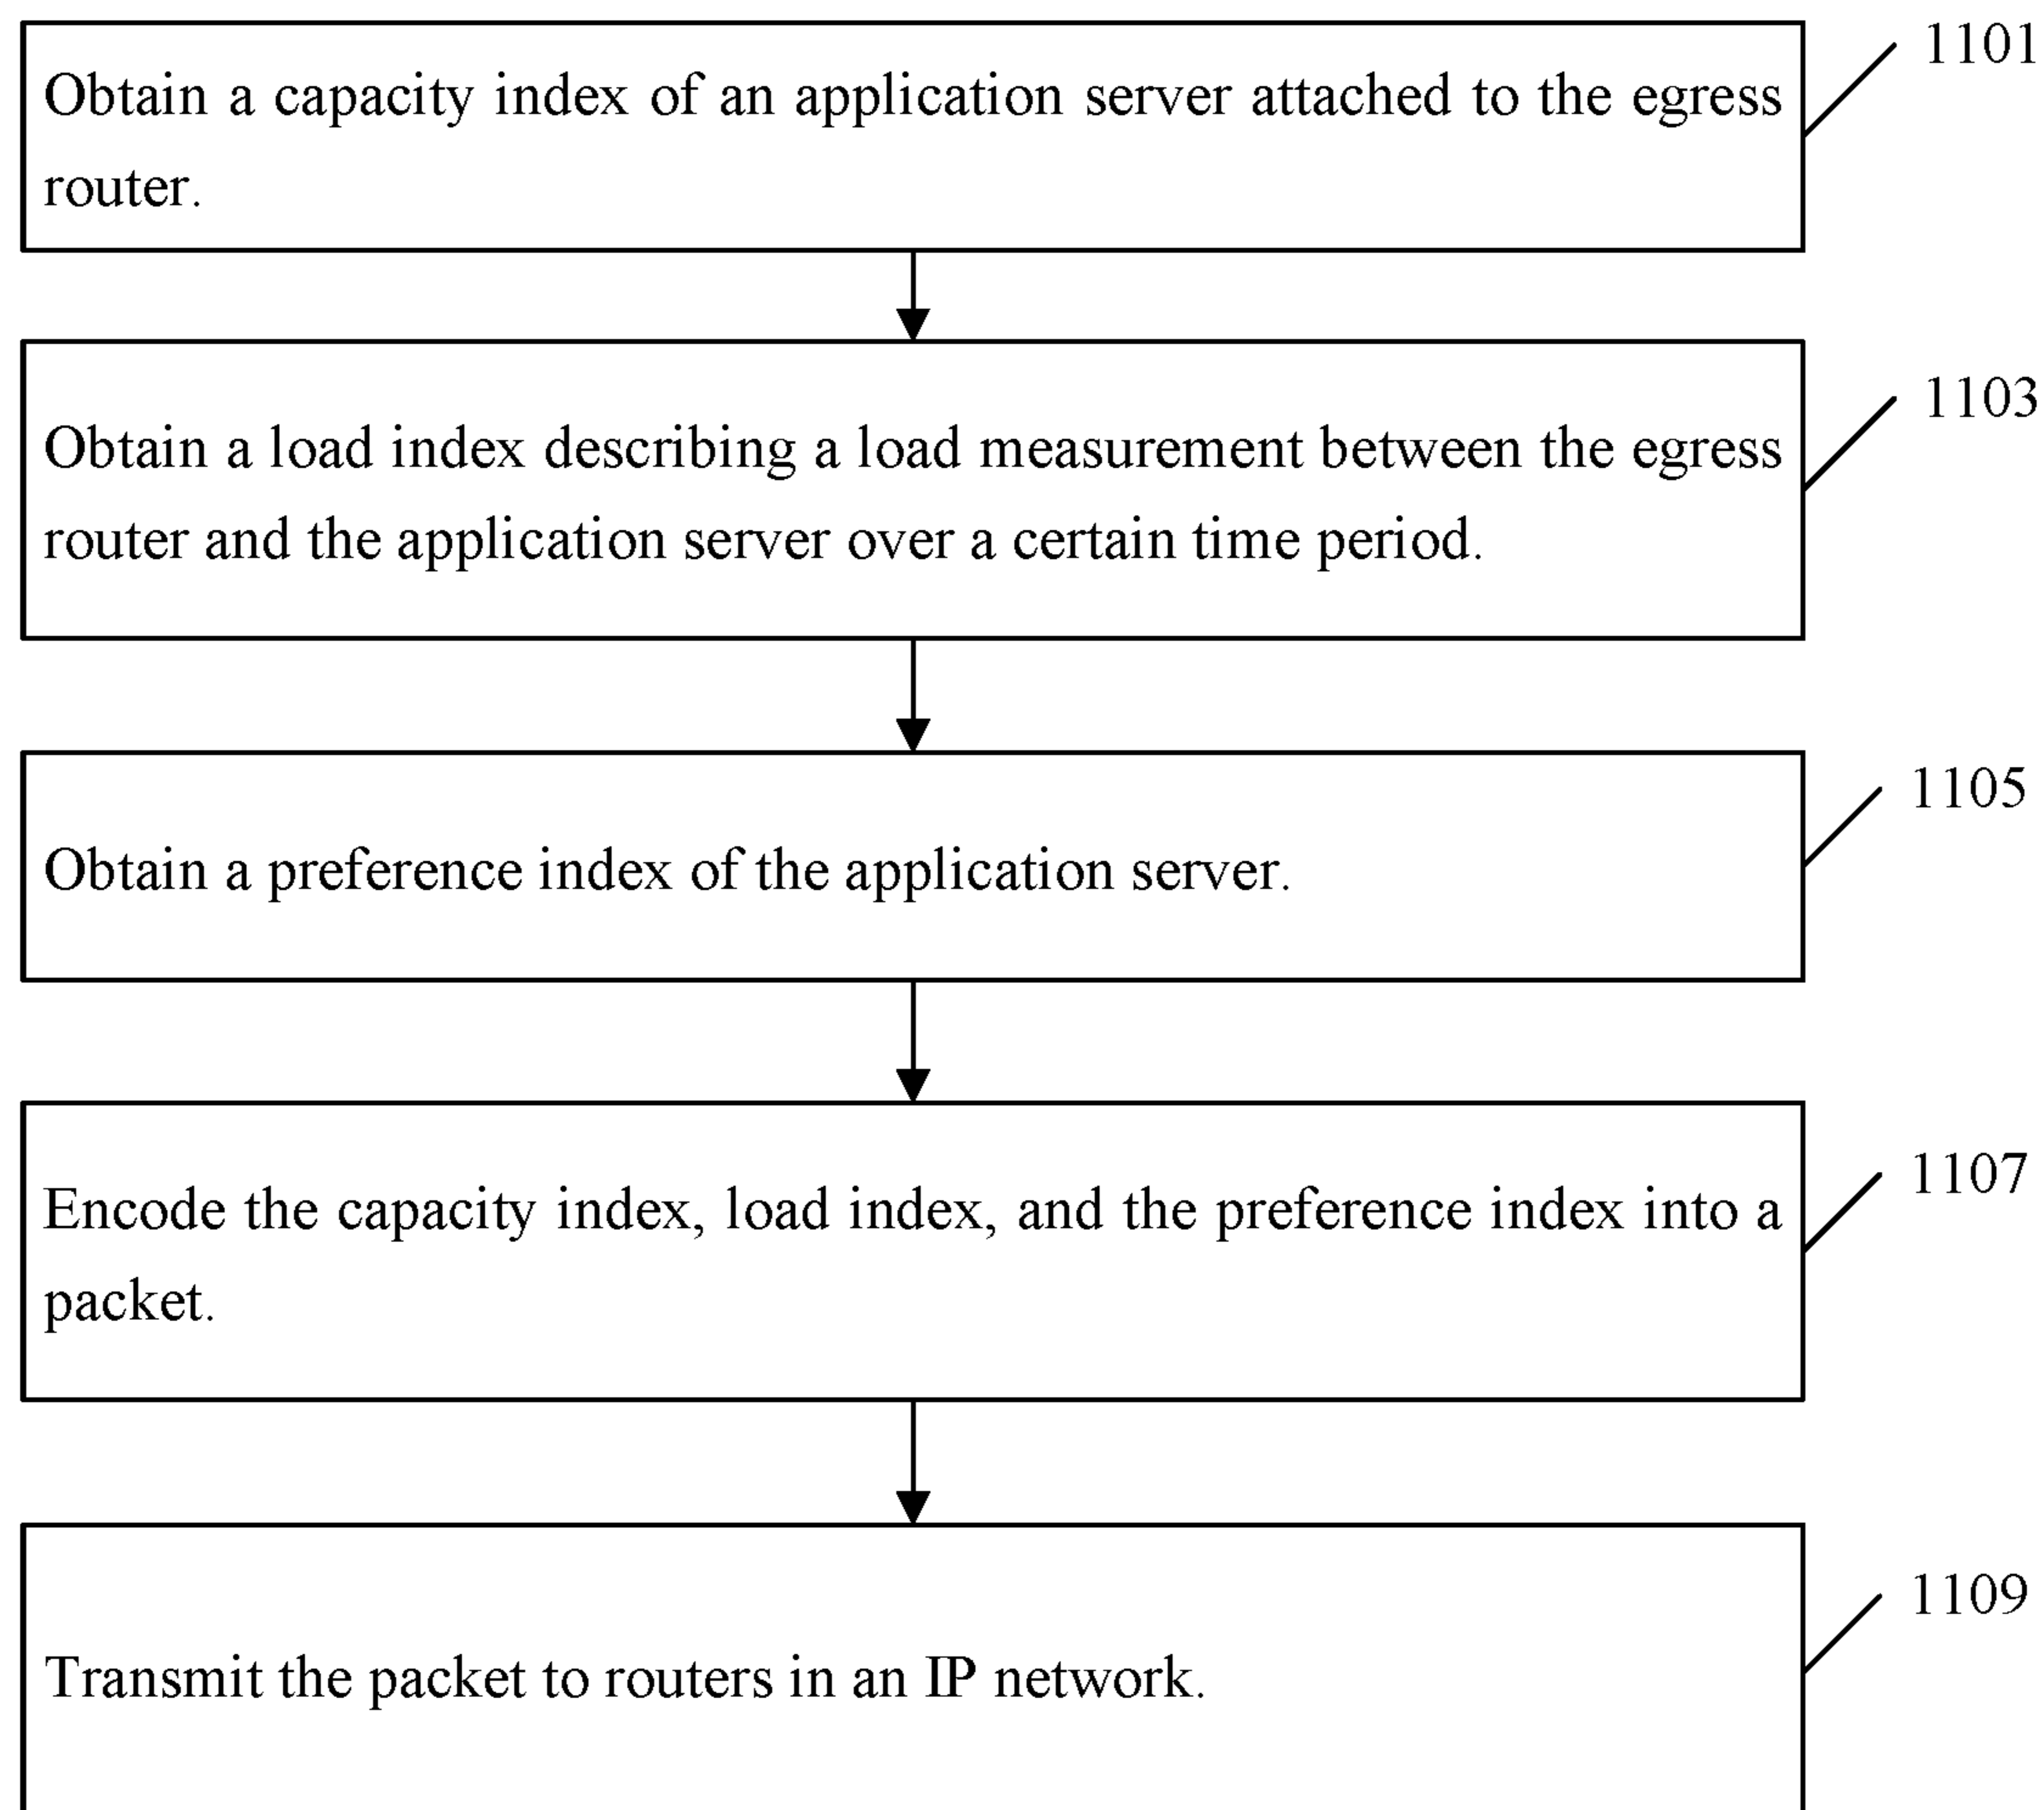 1101
Obtain a capacity index of an application server attached to the egress
router.
1103
Obtain a load index describing a load measurement between the egress
router and the application server over a certain time period.
1105
Obtain a preference index of the application server.
1107
Encode the capacity index, load index, and the preference index into a
packet.
1109
Transmit the packet to routers in an IP network.